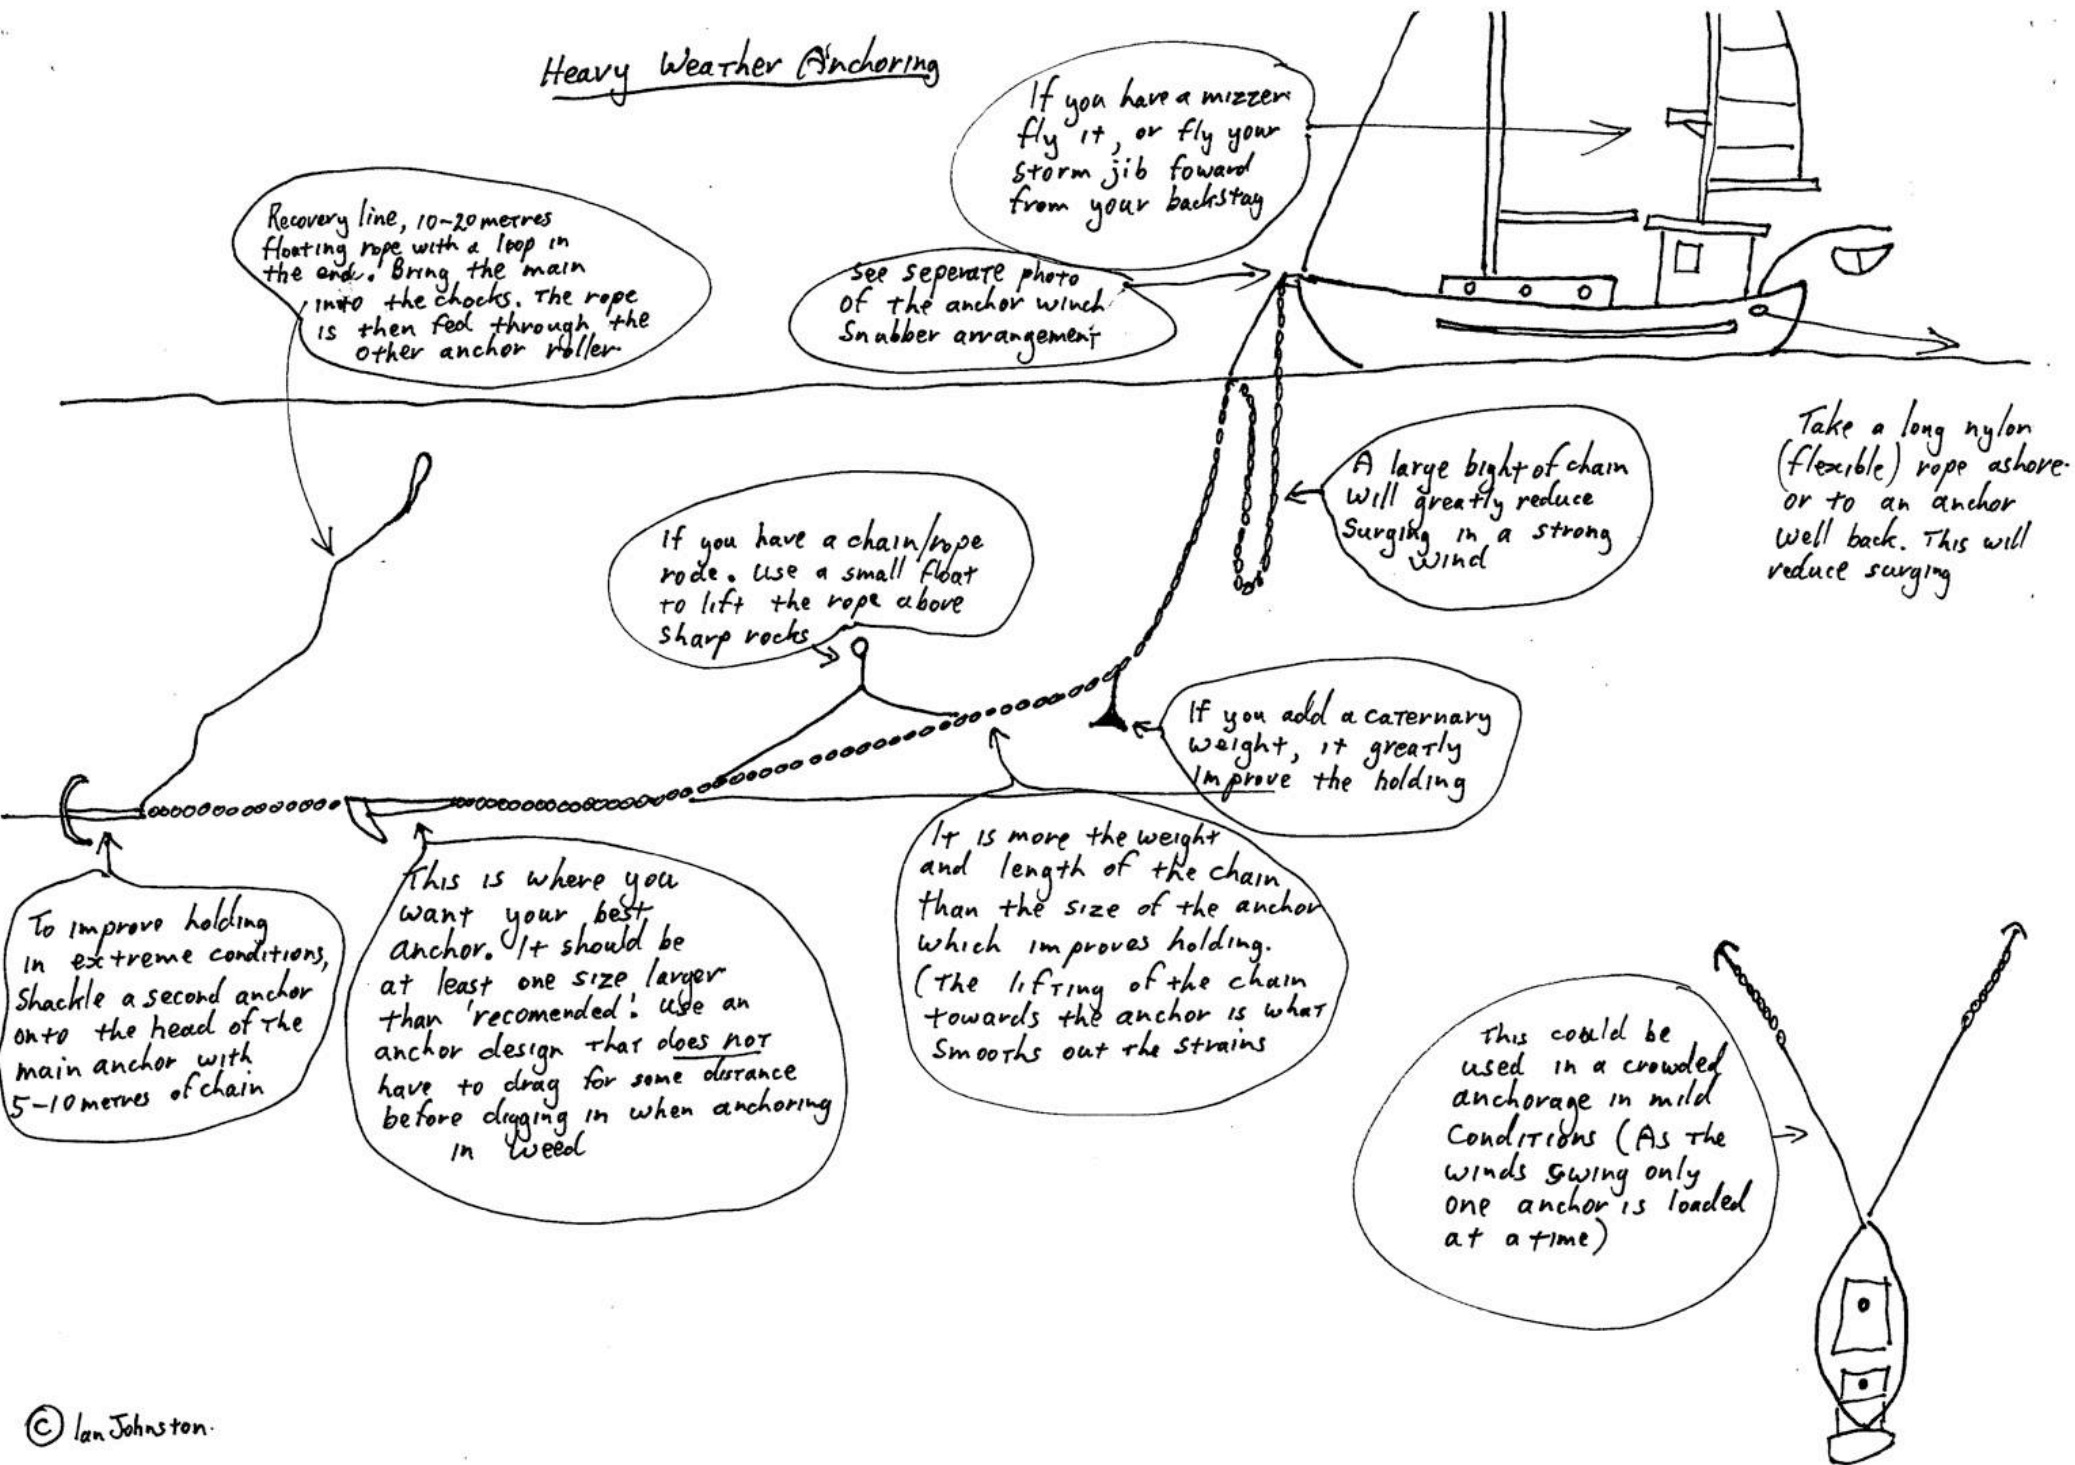 Heavy Weather Anchoring
If you have a mizzen
fly it, or fly your
storm jib foward
from your backstay
Recovery line, 10-20 metres
floating rope with a loop in
the end. Bring the main
into the chocks. The rope
is then fed through the
other anchor roller.
See seperate photo
of the anchor winch
Snubber arrangement
Take a long nylon
(flexible) rope ashore
or to an anchor
well back. This will
reduce surging
A large bight of chain
will greatly reduce
surging in a strong
wind
If you have a chain/rope
rode. Use a small float
to lift the rope above
sharp rocks
If you add a caternary
weight, it greatly
improve the holding
It is more the weight
and length of the chain
than the size of the anchor
which improves holding.
(The lifting of the chain
towards the anchor is what
smooths out the strains
This is where you
want your best
anchor. It should be
at least one size larger
than 'recomended'. Use an
anchor design that does not
have to drag for some distance
before digging in when anchoring
in weed
To improve holding
in extreme conditions,
Shackle a second anchor
onto the head of the
main anchor with
5-10 metres of chain
This could be
used in a crowded
anchorage in mild
conditions (As the
winds swing only
one anchor is loaded
at a time)
© Ian Johnston.